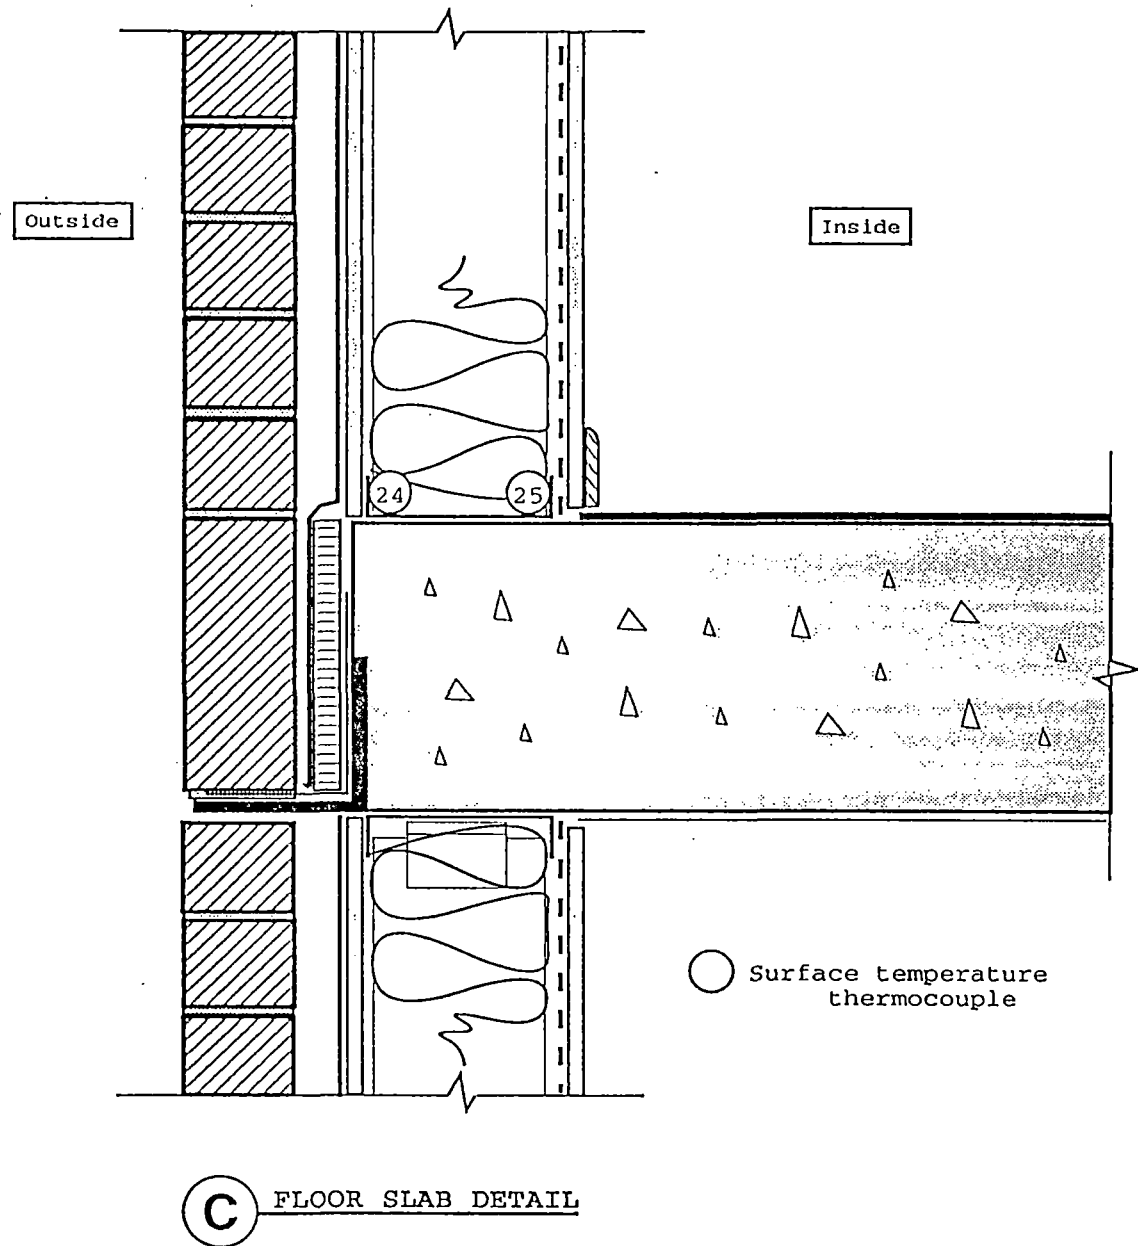 Outside
Inside
24
25
Surface temperature
thermocouple
C
FLOOR SLAB DETAIL